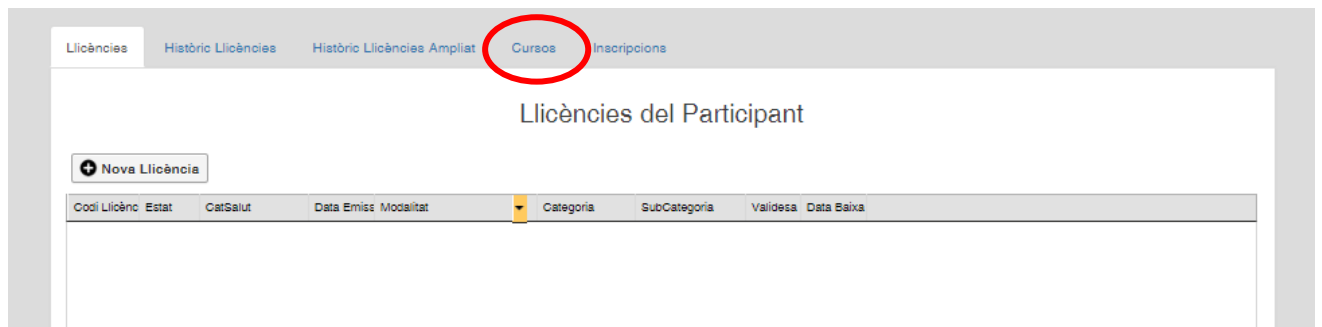 Llicències Històric Llicències Històric Llicències Ampliat Cursos Inscripcions
Llicències del Participant
Nova Llicència
Codi Llicènc Estat CatSalut Data Emiss Modalitat Categoria SubCategoria Validesa Data Baixa